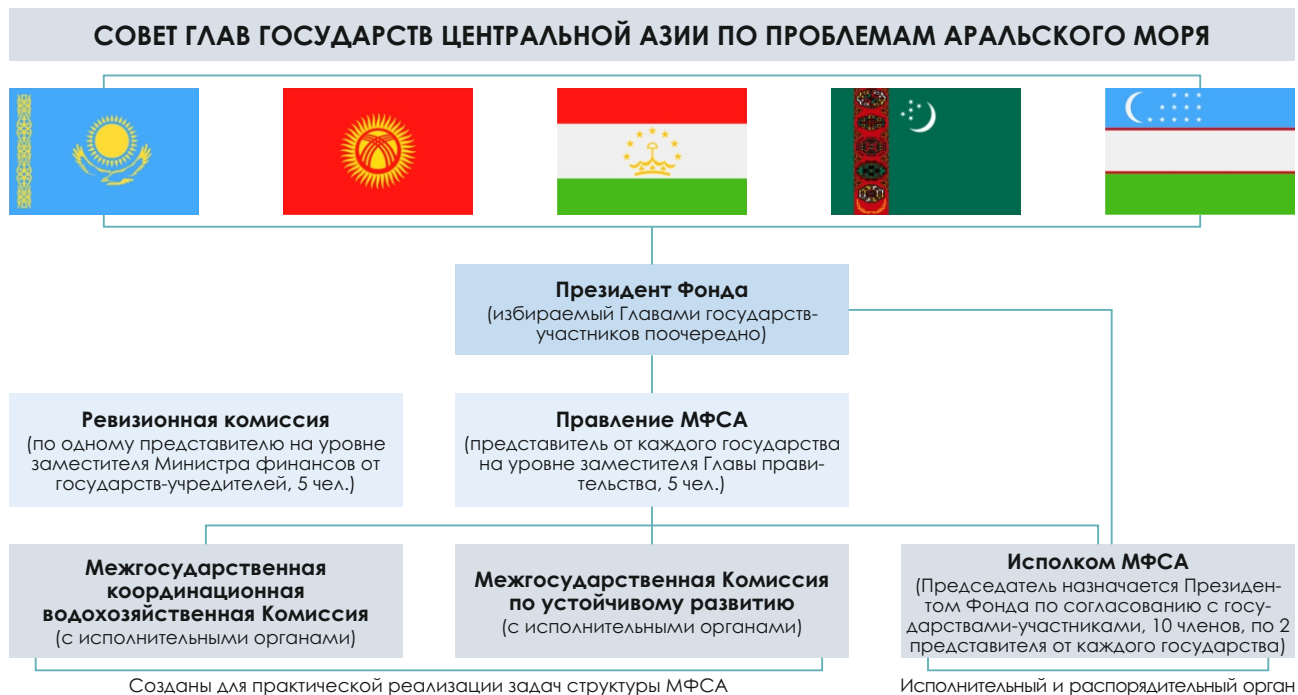 СОВЕТ ГЛАВ ГОСУДАРСТВ ЦЕНТРАЛЬНОЙ АЗИИ ПО ПРОБЛЕМАМ АРАЛЬСКОГО МОРЯ
Президент Фонда
(избираемый Главами государств-
участников поочередно)
Ревизионная комиссия
(по одному представителю на уровне
заместителя Министра финансов от
государств-учредителей, 5 чел.)
Правление МФСА
(представитель от каждого государства
на уровне заместителя Главы прави-
тельства, 5 чел.)
Межгосударственная
координационная
водохозяйственная Комиссия
(с исполнительными органами)
Межгосударственная Комиссия
по устойчивому развитию
(с исполнительными органами)
Исполком МФСА
(Председатель назначается Президен-
том Фонда по согласованию с госу-
дарствами-участниками, 10 членов, по 2
представителя от каждого государства)
Созданы для практической реализации задач структуры МФСА
Исполнительный и распорядительный орган